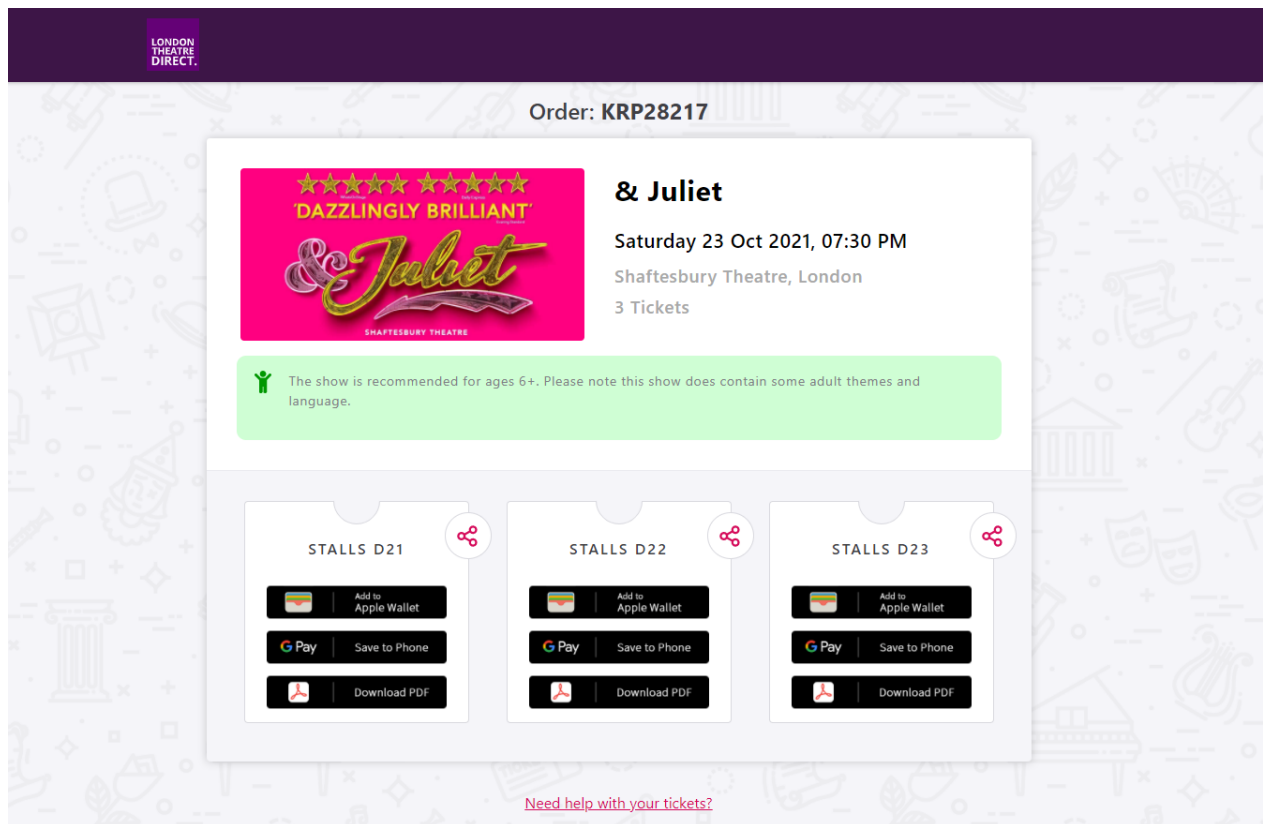 LONDON
THEATRE
DIRECT.
Order: KRP28217
'DAZZLINGLY BRILLIANT'
& Juliet
SHAFTESBURY THEATRE
& Juliet
Saturday 23 Oct 2021, 07:30 PM
Shaftesbury Theatre, London
3 Tickets
The show is recommended for ages 6+. Please note this show does contain some adult themes and
language.
STALLS D21
Add to
Apple Wallet
G Pay
Save to Phone
Download PDF
STALLS D22
Add to
Apple Wallet
G Pay
Save to Phone
Download PDF
STALLS D23
Add to
Apple Wallet
G Pay
Save to Phone
Download PDF
Need help with your tickets?